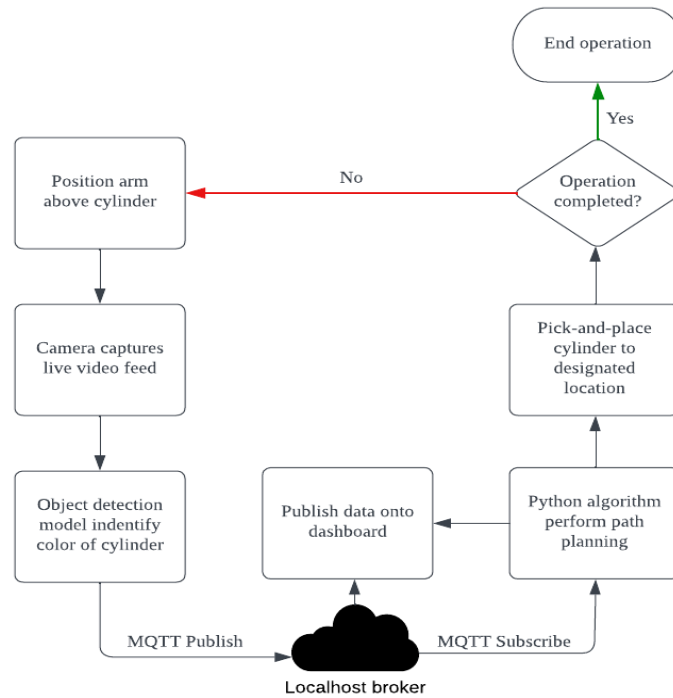 End operation
Yes
Operation
completed?
No
Position arm
above cylinder
Camera captures
live video feed
Pick-and-place
cylinder to
designated
location
Object detection
model indentify
color of cylinder
Publish data onto
dashboard
Python algorithm
perform path
planning
MQTT Publish
MQTT Subscribe
Localhost broker